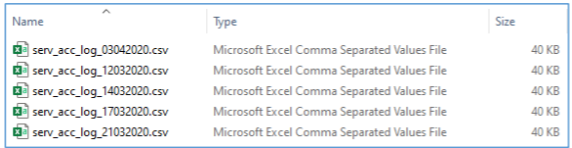 Name Type Size
serv_acc_log_03042020.csv Microsoft Excel Comma Separated Values File 40 KB
serv_acc_log_12032020.csv Microsoft Excel Comma Separated Values File 40 KB
serv_acc_log_14032020.csv Microsoft Excel Comma Separated Values File 40 KB
serv_acc_log_17032020.csv Microsoft Excel Comma Separated Values File 40 KB
serv_acc_log_21032020.csv Microsoft Excel Comma Separated Values File 40 KB